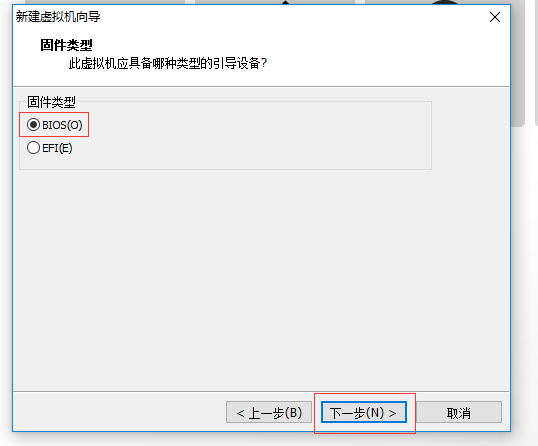 新建虚拟机向导
固件类型
此虚拟机应具备哪种类型的引导设备?
固件类型
BIOS(O)
EFI(E)
< 上一步(B)
下一步(N) >
取消